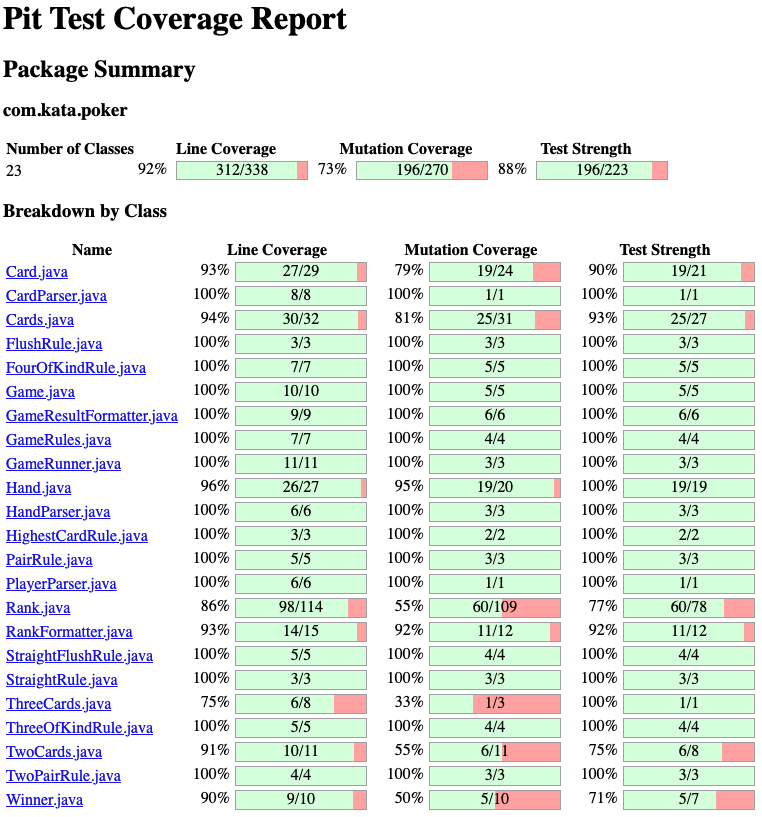 Pit Test Coverage Report
Package Summary
com.kata.poker
Number of Classes Line Coverage Mutation Coverage Test Strength
23 92% 312/338 73% 196/270 88% 196/223
Breakdown by Class
Name Line Coverage Mutation Coverage Test Strength
Card.java 93% 27/29 79% 19/24 90% 19/21
CardParser.java 100% 8/8 100% 1/1 100% 1/1
Cards.java 94% 30/32 81% 25/31 93% 25/27
FlushRule.java 100% 3/3 100% 3/3 100% 3/3
FourOfKindRule.java 100% 7/7 100% 5/5 100% 5/5
Game.java 100% 10/10 100% 5/5 100% 5/5
GameResultFormatter.java 100% 9/9 100% 6/6 100% 6/6
GameRules.java 100% 7/7 100% 4/4 100% 4/4
GameRunner.java 100% 11/11 100% 3/3 100% 3/3
Hand.java 96% 26/27 95% 19/20 100% 19/19
HandParser.java 100% 6/6 100% 3/3 100% 3/3
HighestCardRule.java 100% 3/3 100% 2/2 100% 2/2
PairRule.java 100% 5/5 100% 3/3 100% 3/3
PlayerParser.java 100% 6/6 100% 1/1 100% 1/1
Rank.java 86% 98/114 55% 60/109 77% 60/78
RankFormatter.java 93% 14/15 92% 11/12 92% 11/12
StraightFlushRule.java 100% 5/5 100% 4/4 100% 4/4
StraightRule.java 100% 3/3 100% 3/3 100% 3/3
ThreeCards.java 75% 6/8 33% 1/3 100% 1/1
ThreeOfKindRule.java 100% 5/5 100% 4/4 100% 4/4
TwoCards.java 91% 10/11 55% 6/11 75% 6/8
TwoPairRule.java 100% 4/4 100% 3/3 100% 3/3
Winner.java 90% 9/10 50% 5/10 71% 5/7